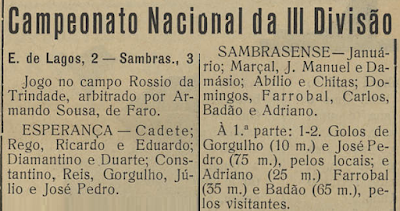 Campeonato Nacional da III Divisão
E. de Lagos, 2 — Sambras., 3
Jogo no campo Rossio da
Trindade, arbitrado por Ar-
mando Sousa, de Faro.
ESPERANÇA — Cadete;
Rego, Ricardo e Eduardo;
Diamantino e Duarte; Cons-
tantino, Reis, Gorgulho, Jú-
lio e José Pedro.
SAMBRASENSE — Januá-
rio; Marçal, J. Manuel e Da-
másio; Abílio e Chitas; Do-
mingos, Farrobal, Carlos,
Badão e Adriano.
À 1.ª parte: 1-2. Golos de
Gorgulho (10 m.) e José Pe-
dro (75 m.), pelos locais; e
Adriano (25 m.) Farrobal
(35 m.) e Badão (65 m.), pe-
los visitantes.